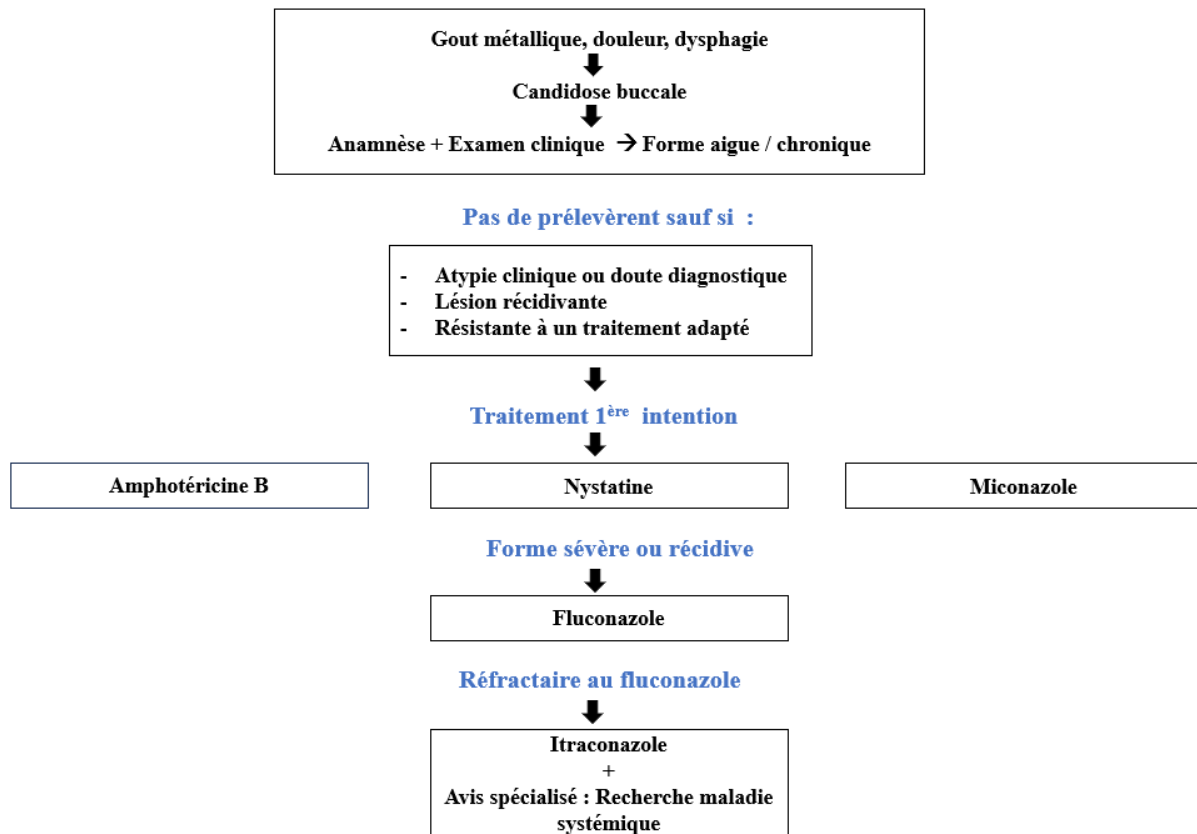 Gout métallique, douleur, dysphagie
Candidose buccale
Anamnèse + Examen clinique → Forme aigue / chronique
Pas de prélevèrent sauf si :
- Atypie clinique ou doute diagnostique
- Lésion récidivante
- Résistante à un traitement adapté
Traitement 1ère intention
Amphotéricine B
Nystatine
Miconazole
Forme sévère ou récidive
Fluconazole
Réfractaire au fluconazole
Itraconazole
+
Avis spécialisé : Recherche maladie
systémique